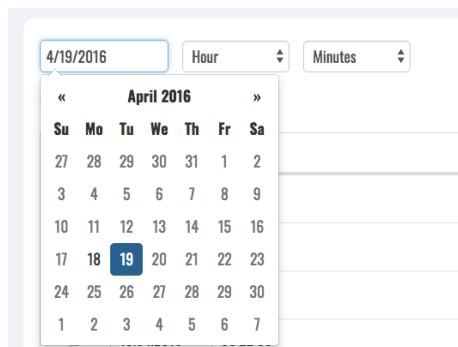 4/19/2016 Hour Minutes
« April 2016 »
Su Mo Tu We Th Fr Sa
27 28 29 30 31 1 2
3 4 5 6 7 8 9
10 11 12 13 14 15 16
17 18 19 20 21 22 23
24 25 26 27 28 29 30
1 2 3 4 5 6 7